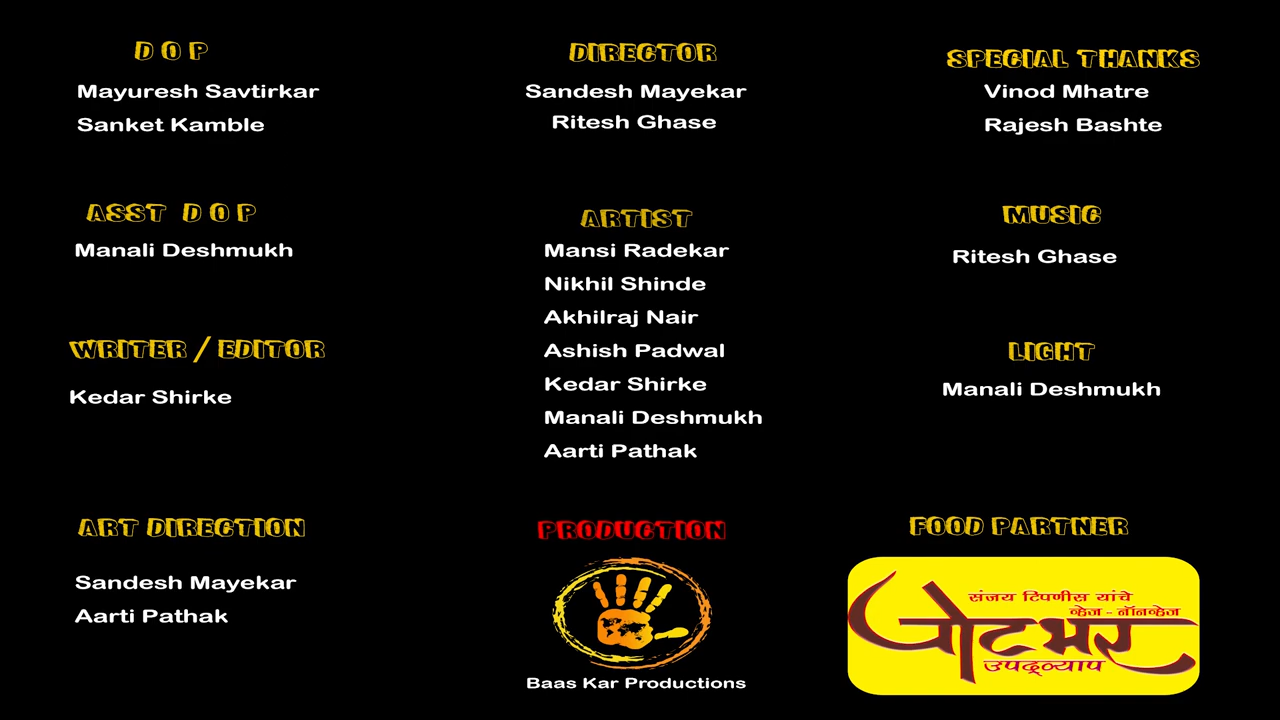 D O P
Mayuresh Savtirkar
Sanket Kamble
ASST D O P
Manali Deshmukh
WRITER / EDITOR
Kedar Shirke
ART DIRECTION
Sandesh Mayekar
Aarti Pathak
DIRECTOR
Sandesh Mayekar
Ritesh Ghase
ARTIST
Mansi Radekar
Nikhil Shinde
Akhilraj Nair
Ashish Padwal
Kedar Shirke
Manali Deshmukh
Aarti Pathak
PRODUCTION
Baas Kar Productions
SPECIAL THANKS
Vinod Mhatre
Rajesh Bashte
MUSIC
Ritesh Ghase
LIGHT
Manali Deshmukh
FOOD PARTNER
संजय टिपणीस यांचे
व्हेज - नॉनव्हेज
पोटभर
उपद्व्याप